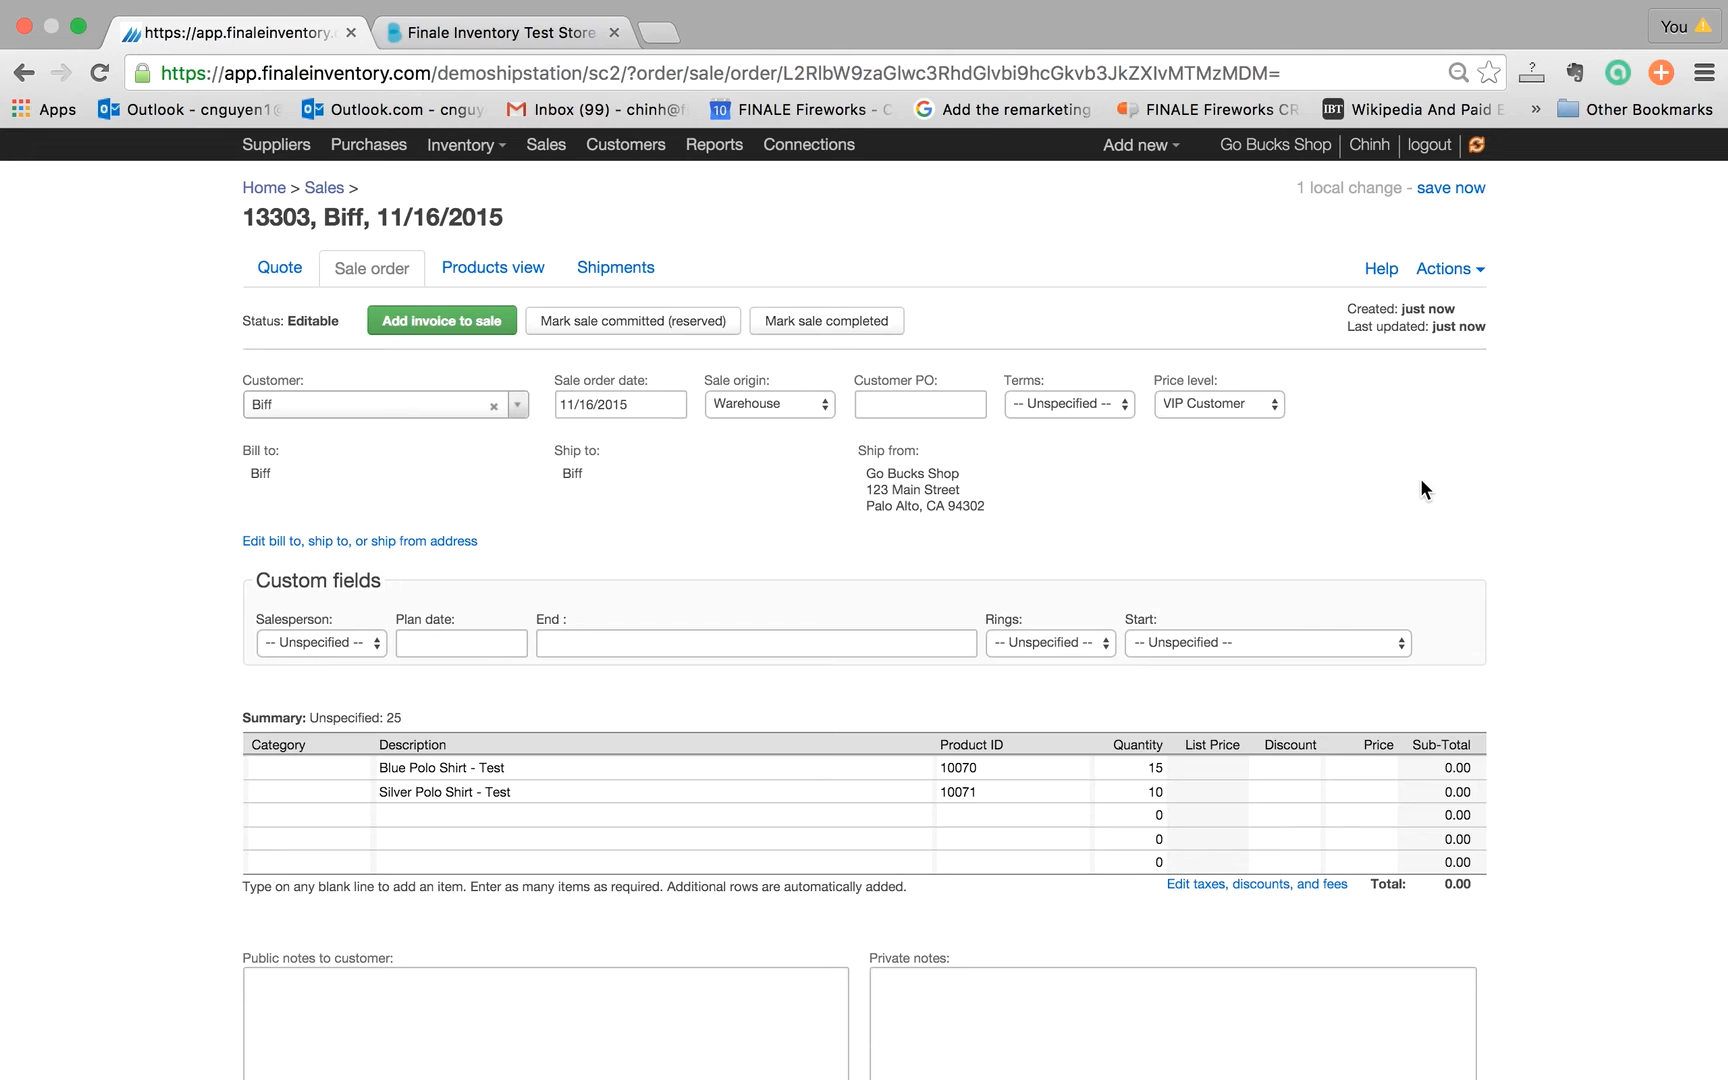 https://app.finaleinventory.
Finale Inventory Test Store
You
https://app.finaleinventory.com/demoshipstation/sc2/?order/sale/order/L2RlbW9zaGlwc3RhdGlvbi9hcGkvb3JkZXIvMTMzMDM=
Apps
Outlook - cnguyen1@
Outlook.com - cnguy
Inbox (99) - chinh@f
10 FINALE Fireworks - C
Add the remarketing
FINALE Fireworks CR
IBT Wikipedia And Paid E
»
Other Bookmarks
Suppliers Purchases Inventory Sales Customers Reports Connections Add new Go Bucks Shop Chinh logout
Home > Sales >
1 local change - save now
13303, Biff, 11/16/2015
Quote Sale order Products view Shipments Help Actions
Status: Editable Add invoice to sale Mark sale committed (reserved) Mark sale completed
Created: just now
Last updated: just now
Customer: Sale order date: Sale origin: Customer PO: Terms: Price level:
Biff 11/16/2015 Warehouse -- Unspecified -- VIP Customer
Bill to: Ship to: Ship from:
Biff Biff Go Bucks Shop
123 Main Street
Palo Alto, CA 94302
Edit bill to, ship to, or ship from address
Custom fields
Salesperson: Plan date: End : Rings: Start:
-- Unspecified -- -- Unspecified -- -- Unspecified --
Summary: Unspecified: 25
Category Description Product ID Quantity List Price Discount Price Sub-Total
Blue Polo Shirt - Test 10070 15 0.00
Silver Polo Shirt - Test 10071 10 0.00
0 0.00
0 0.00
0 0.00
Type on any blank line to add an item. Enter as many items as required. Additional rows are automatically added. Edit taxes, discounts, and fees Total: 0.00
Public notes to customer: Private notes: